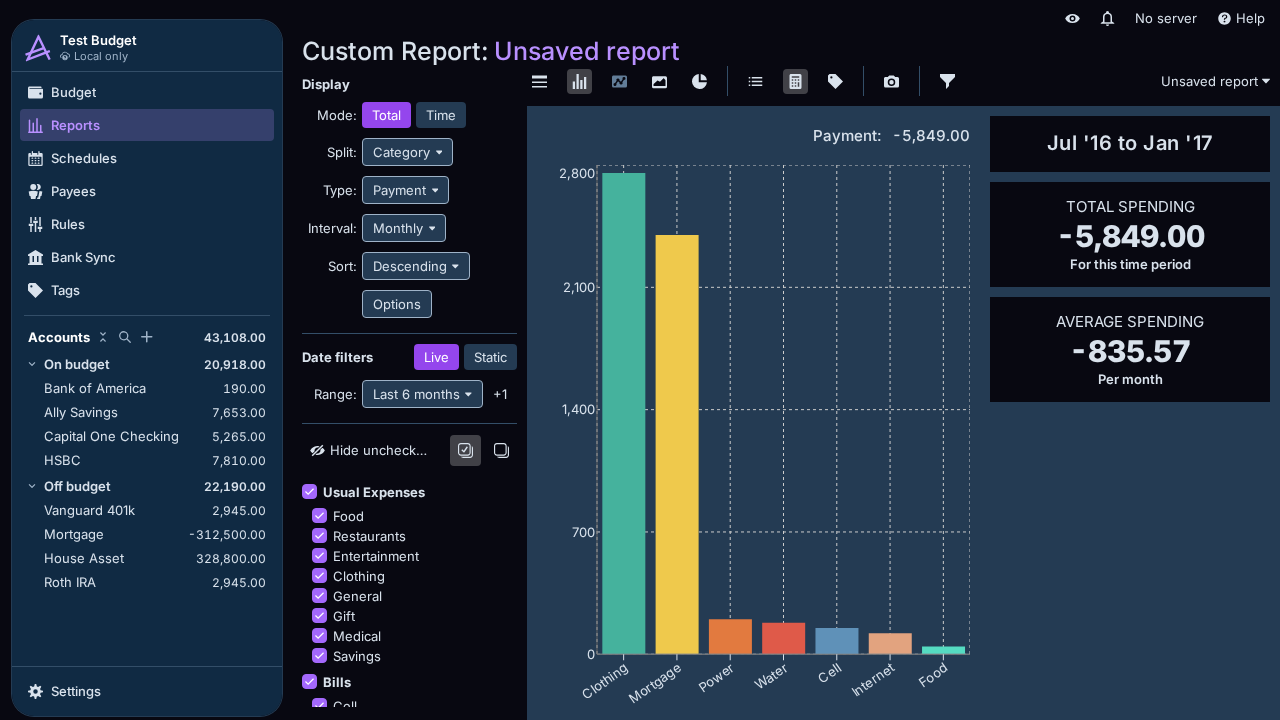 Test Budget
Local only
Budget
Reports
Schedules
Payees
Rules
Bank Sync
Tags
Accounts 43,108.00
On budget 20,918.00
Bank of America 190.00
Ally Savings 7,653.00
Capital One Checking 5,265.00
HSBC 7,810.00
Off budget 22,190.00
Vanguard 401k 2,945.00
Mortgage -312,500.00
House Asset 328,800.00
Roth IRA 2,945.00
Settings
No server
Help
Custom Report: Unsaved report
Display
Mode: Total Time
Split: Category
Type: Payment
Interval: Monthly
Sort: Descending
Options
Date filters Live Static
Range: Last 6 months +1
Hide uncheck...
Usual Expenses
Food
Restaurants
Entertainment
Clothing
General
Gift
Medical
Savings
Bills
Cell
Unsaved report
Payment: -5,849.00
2,800
2,100
1,400
700
0
Clothing
Mortgage
Power
Water
Cell
Internet
Food
Jul '16 to Jan '17
TOTAL SPENDING
-5,849.00
For this time period
AVERAGE SPENDING
-835.57
Per month